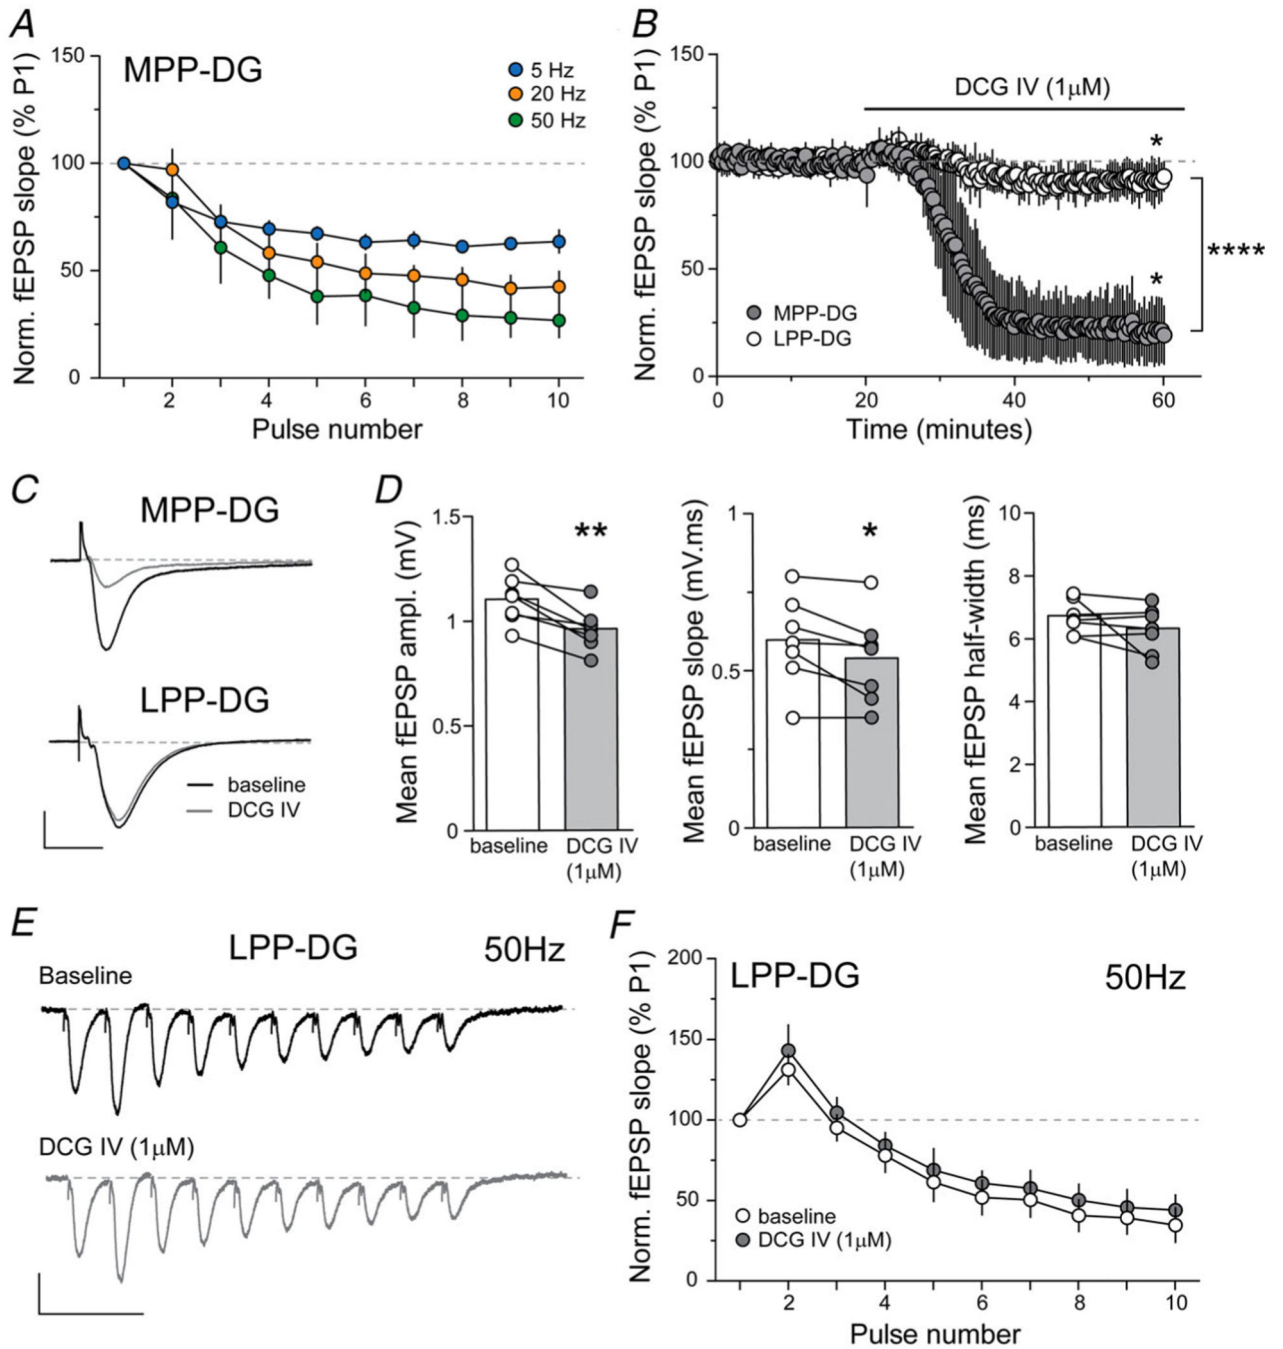 A
MPP-DG
5 Hz
20 Hz
50 Hz
Norm. fEPSP slope (% P1)
150
100
50
0
2 4 6 8 10
Pulse number
B
DCG IV (1μM)
*
****
*
MPP-DG
LPP-DG
Norm. fEPSP slope (% P1)
150
100
50
0
0 20 40 60
Time (minutes)
C
MPP-DG
LPP-DG
baseline
DCG IV
D
Mean fEPSP ampl. (mV)
1.5
1
0.5
0
**
baseline DCG IV
(1μM)
Mean fEPSP slope (mV.ms)
1
0.5
0
*
baseline DCG IV
(1μM)
Mean fEPSP half-width (ms)
10
8
6
4
2
0
baseline DCG IV
(1μM)
E
LPP-DG 50Hz
Baseline
DCG IV (1μM)
F
LPP-DG 50Hz
Norm. fEPSP slope (% P1)
200
150
100
50
0
baseline
DCG IV (1μM)
2 4 6 8 10
Pulse number